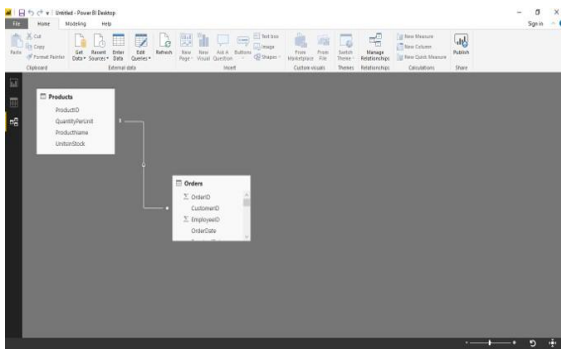 Untitled - Power BI Desktop
Sign in
File Home Modeling Help
Paste
Cut
Copy
Format Painter
Get Data
Recent Sources
Enter Data
Edit Queries
Refresh
New Page
New Visual
Ask A Question
Buttons
Text box
Image
Shapes
From Marketplace
From File
Switch Theme
Manage Relationships
New Measure
New Column
New Quick Measure
Publish
Clipboard External data Insert Custom visuals Themes Relationships Calculations Share
Products
ProductID
QuantityPerUnit
ProductName
UnitsInStock
1
*
Orders
OrderID
CustomerID
EmployeeID
OrderDate